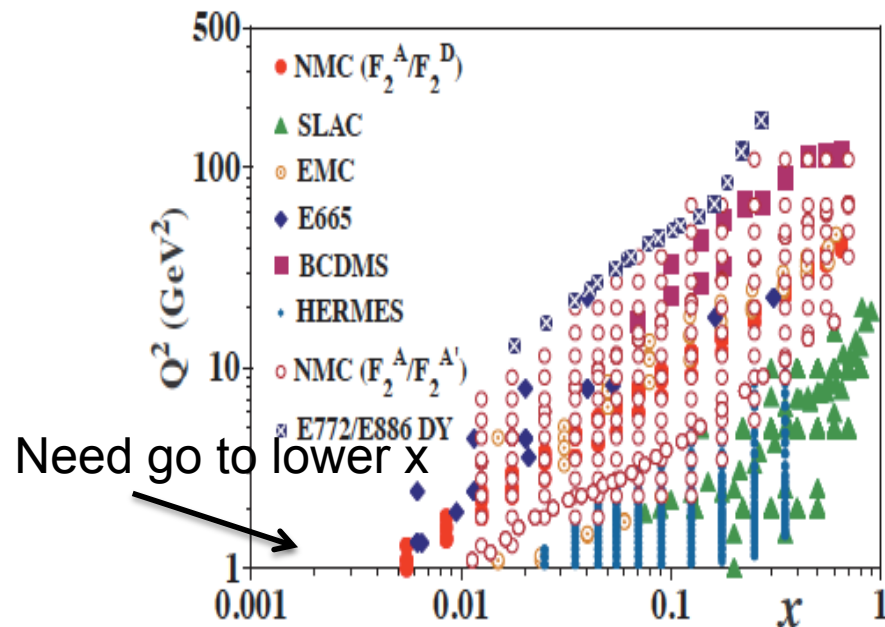 500
100
10
1
Q² (GeV²)
NMC (F₂ᴬ/F₂ᴰ)
SLAC
EMC
E665
BCDMS
HERMES
NMC (F₂ᴬ/F₂ᴬ')
E772/E886 DY
Need go to lower x
0.001 0.01 0.1 x 1